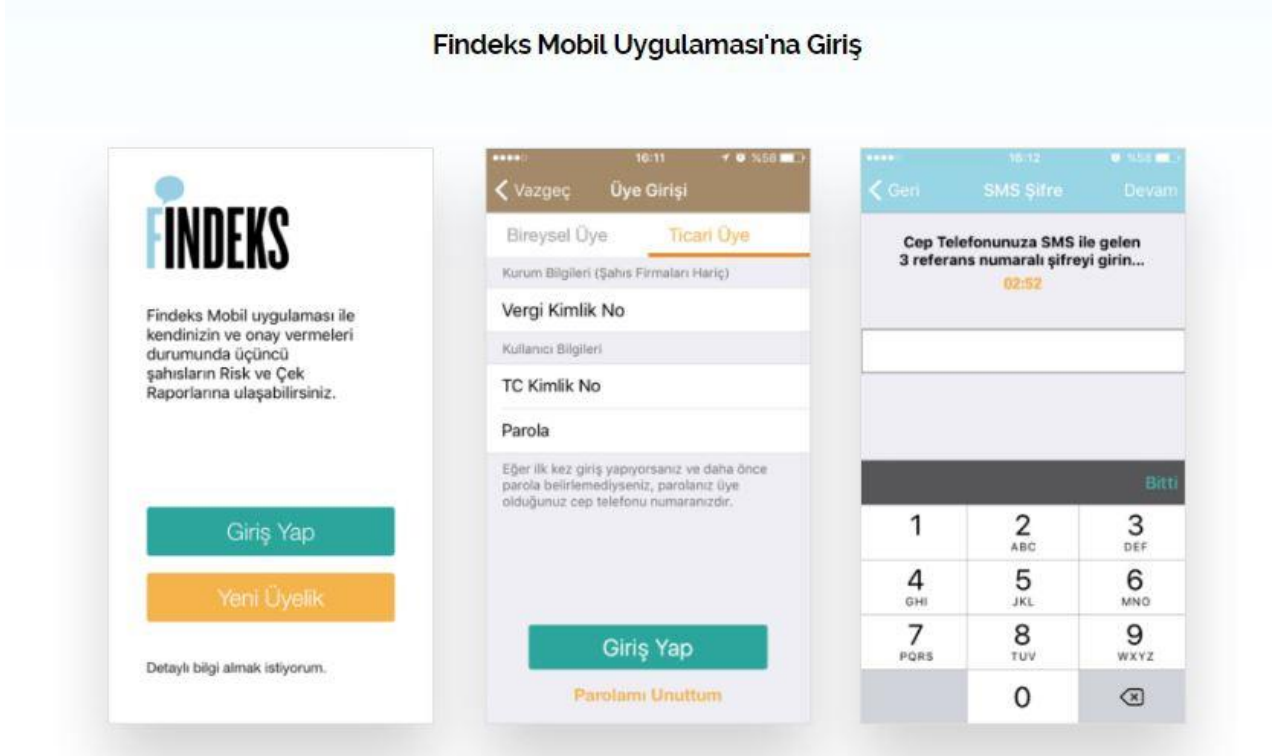 Findeks Mobil Uygulaması'na Giriş
FINDEKS
Findeks Mobil uygulaması ile
kendinizin ve onay vermeleri
durumunda üçüncü
şahısların Risk ve Çek
Raporlarına ulaşabilirsiniz.
Giriş Yap
Yeni Üyelik
Detaylı bilgi almak istiyorum.
16:11 %58
Vazgeç Üye Girişi
Bireysel Üye Ticari Üye
Kurum Bilgileri (Şahıs Firmaları Hariç)
Vergi Kimlik No
Kullanıcı Bilgileri
TC Kimlik No
Parola
Eğer ilk kez giriş yapıyorsanız ve daha önce
parola belirlemediyseniz, parolanız üye
olduğunuz cep telefonu numaranızdır.
Giriş Yap
Parolamı Unuttum
16:12 %58
Geri SMS Şifre Devam
Cep Telefonunuza SMS ile gelen
3 referans numaralı şifreyi girin...
02:52
Bitti
1 2 3
ABC DEF
4 5 6
GHI JKL MNO
7 8 9
PQRS TUV WXYZ
0